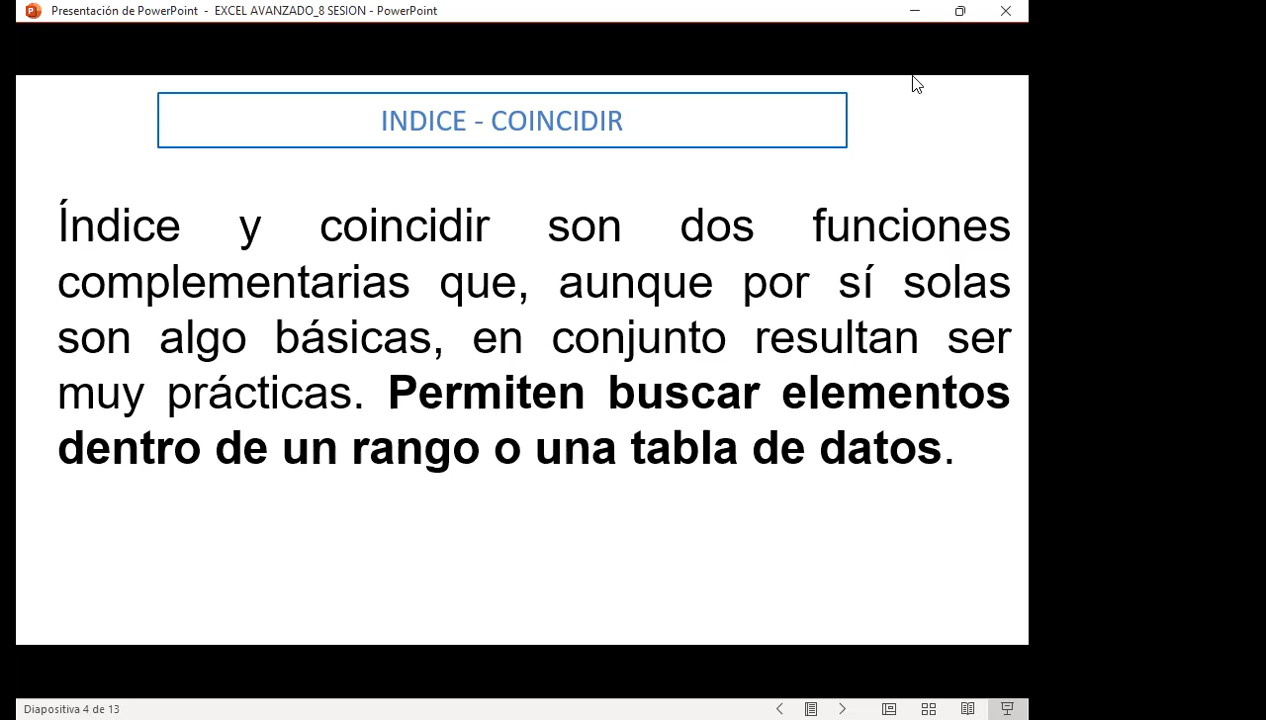 Presentación de PowerPoint - EXCEL AVANZADO_8 SESION - PowerPoint
INDICE - COINCIDIR
Índice y coincidir son dos funciones
complementarias que, aunque por sí solas
son algo básicas, en conjunto resultan ser
muy prácticas. Permiten buscar elementos
dentro de un rango o una tabla de datos.
Diapositiva 4 de 13